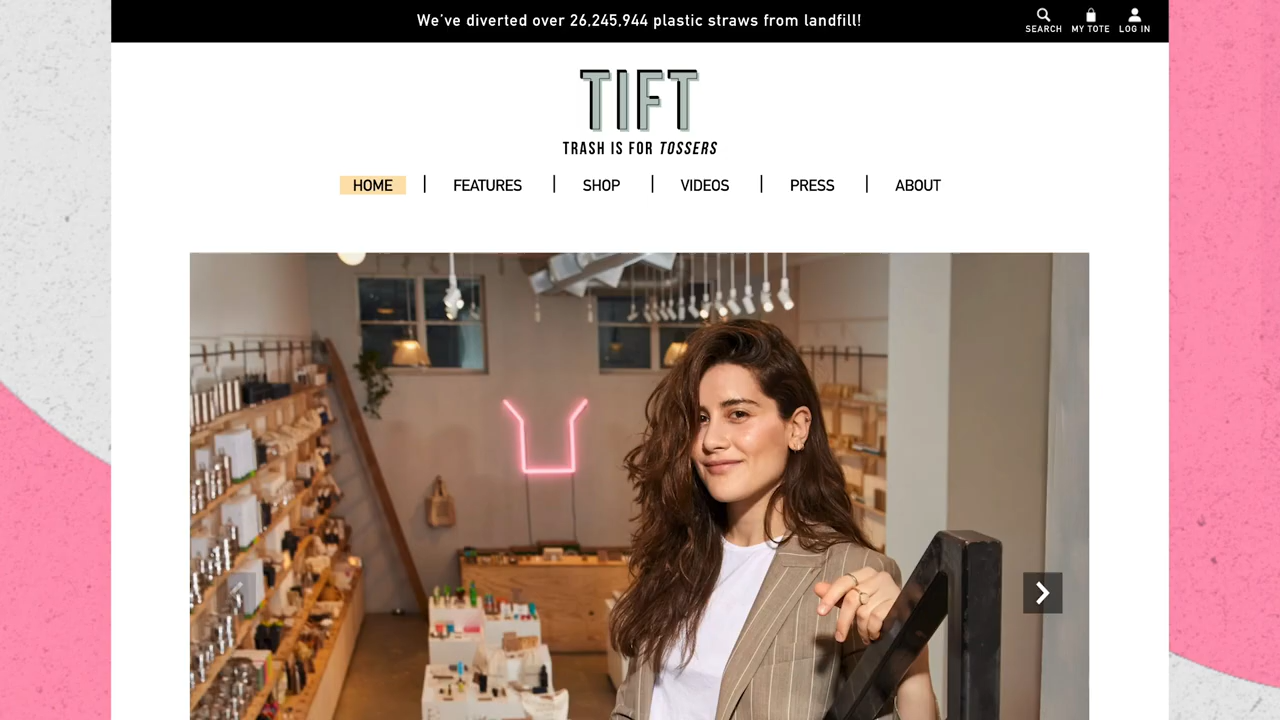 We've diverted over 26,245,944 plastic straws from landfill!
SEARCH MY TOTE LOG IN
TIFT
TRASH IS FOR TOSSERS
HOME FEATURES SHOP VIDEOS PRESS ABOUT